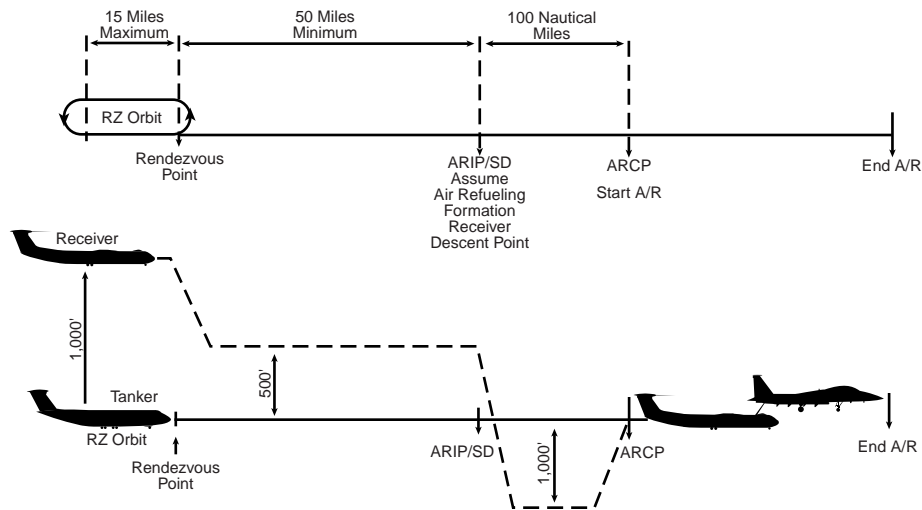 15 Miles
Maximum
50 Miles
Minimum
100 Nautical
Miles
RZ Orbit
Rendezvous
Point
ARIP/SD
Assume
Air Refueling
Formation
Receiver
Descent Point
ARCP
Start A/R
End A/R
Receiver
1,000'
Tanker
RZ Orbit
500'
Rendezvous
Point
ARIP/SD
1,000'
ARCP
End A/R